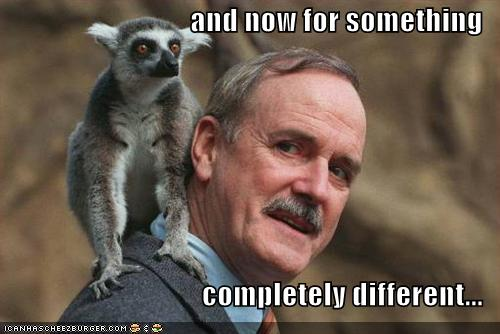 and now for something
completely different...
ICANHASCHEEZBURGER.COM